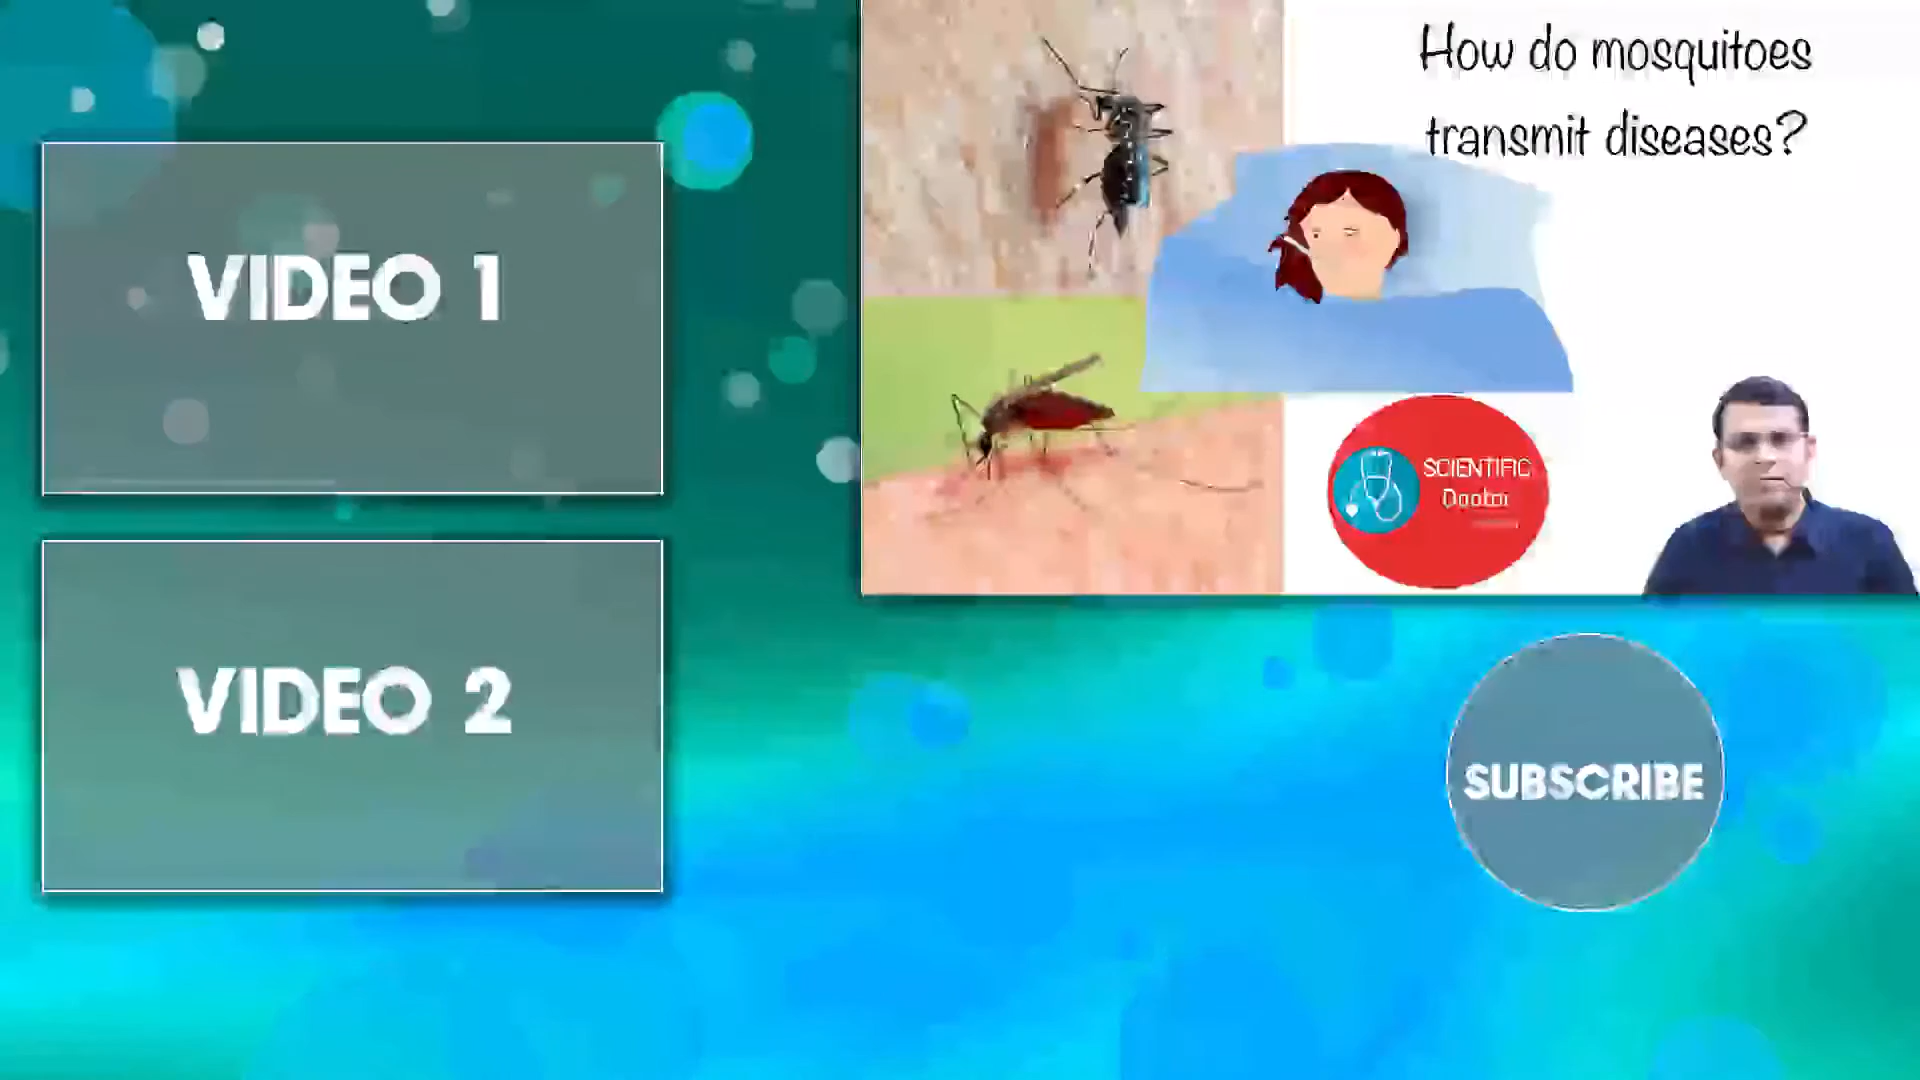 How do mosquitoes
transmit diseases?
VIDEO 1
SCIENTIFIC
Doctor
VIDEO 2
SUBSCRIBE